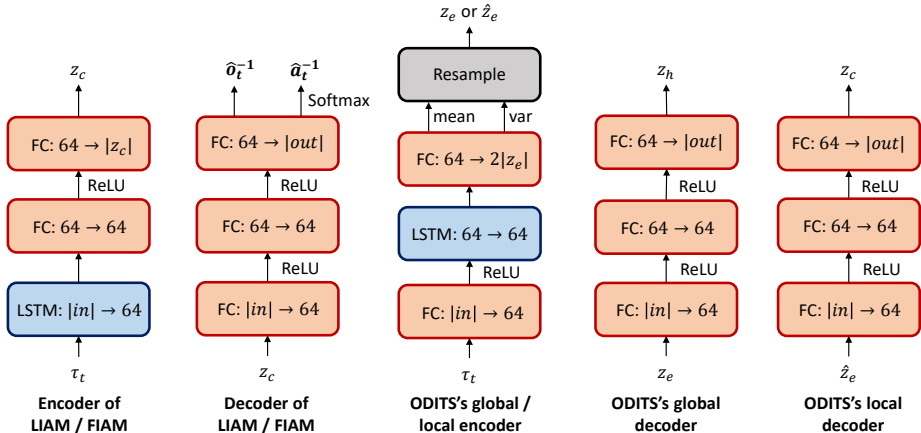 z_c
FC: 64 → |z_c|
ReLU
FC: 64 → 64
LSTM: |in| → 64
τ_t
Encoder of
LIAM / FIAM
ô_t^{-1} â_t^{-1}
Softmax
FC: 64 → |out|
ReLU
FC: 64 → 64
ReLU
FC: |in| → 64
z_c
Decoder of
LIAM / FIAM
z_e or ẑ_e
Resample
mean var
FC: 64 → 2|z_e|
LSTM: 64 → 64
ReLU
FC: |in| → 64
τ_t
ODITS's global /
local encoder
z_h
FC: 64 → |out|
ReLU
FC: 64 → 64
ReLU
FC: |in| → 64
z_e
ODITS's global
decoder
z_c
FC: 64 → |out|
ReLU
FC: 64 → 64
ReLU
FC: |in| → 64
ẑ_e
ODITS's local
decoder